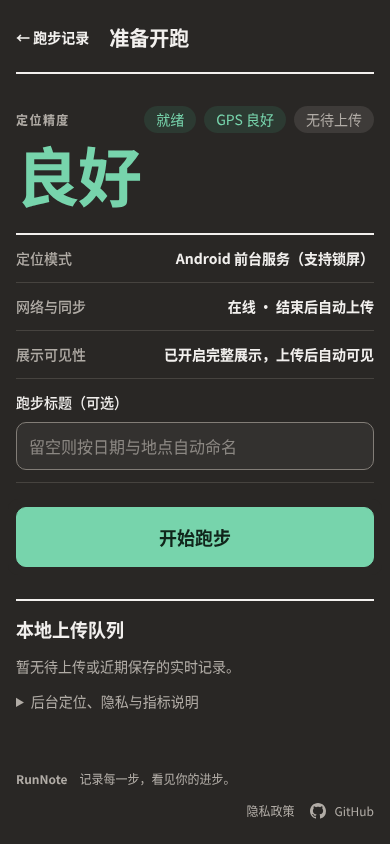 ← 跑步记录 准备开跑
定位精度 就绪 GPS 良好 无待上传
良好
定位模式 Android 前台服务（支持锁屏）
网络与同步 在线 · 结束后自动上传
展示可见性 已开启完整展示，上传后自动可见
跑步标题（可选）
留空则按日期与地点自动命名
开始跑步
本地上传队列
暂无待上传或近期保存的实时记录。
▶ 后台定位、隐私与指标说明
RunNote 记录每一步，看见你的进步。
隐私政策 GitHub